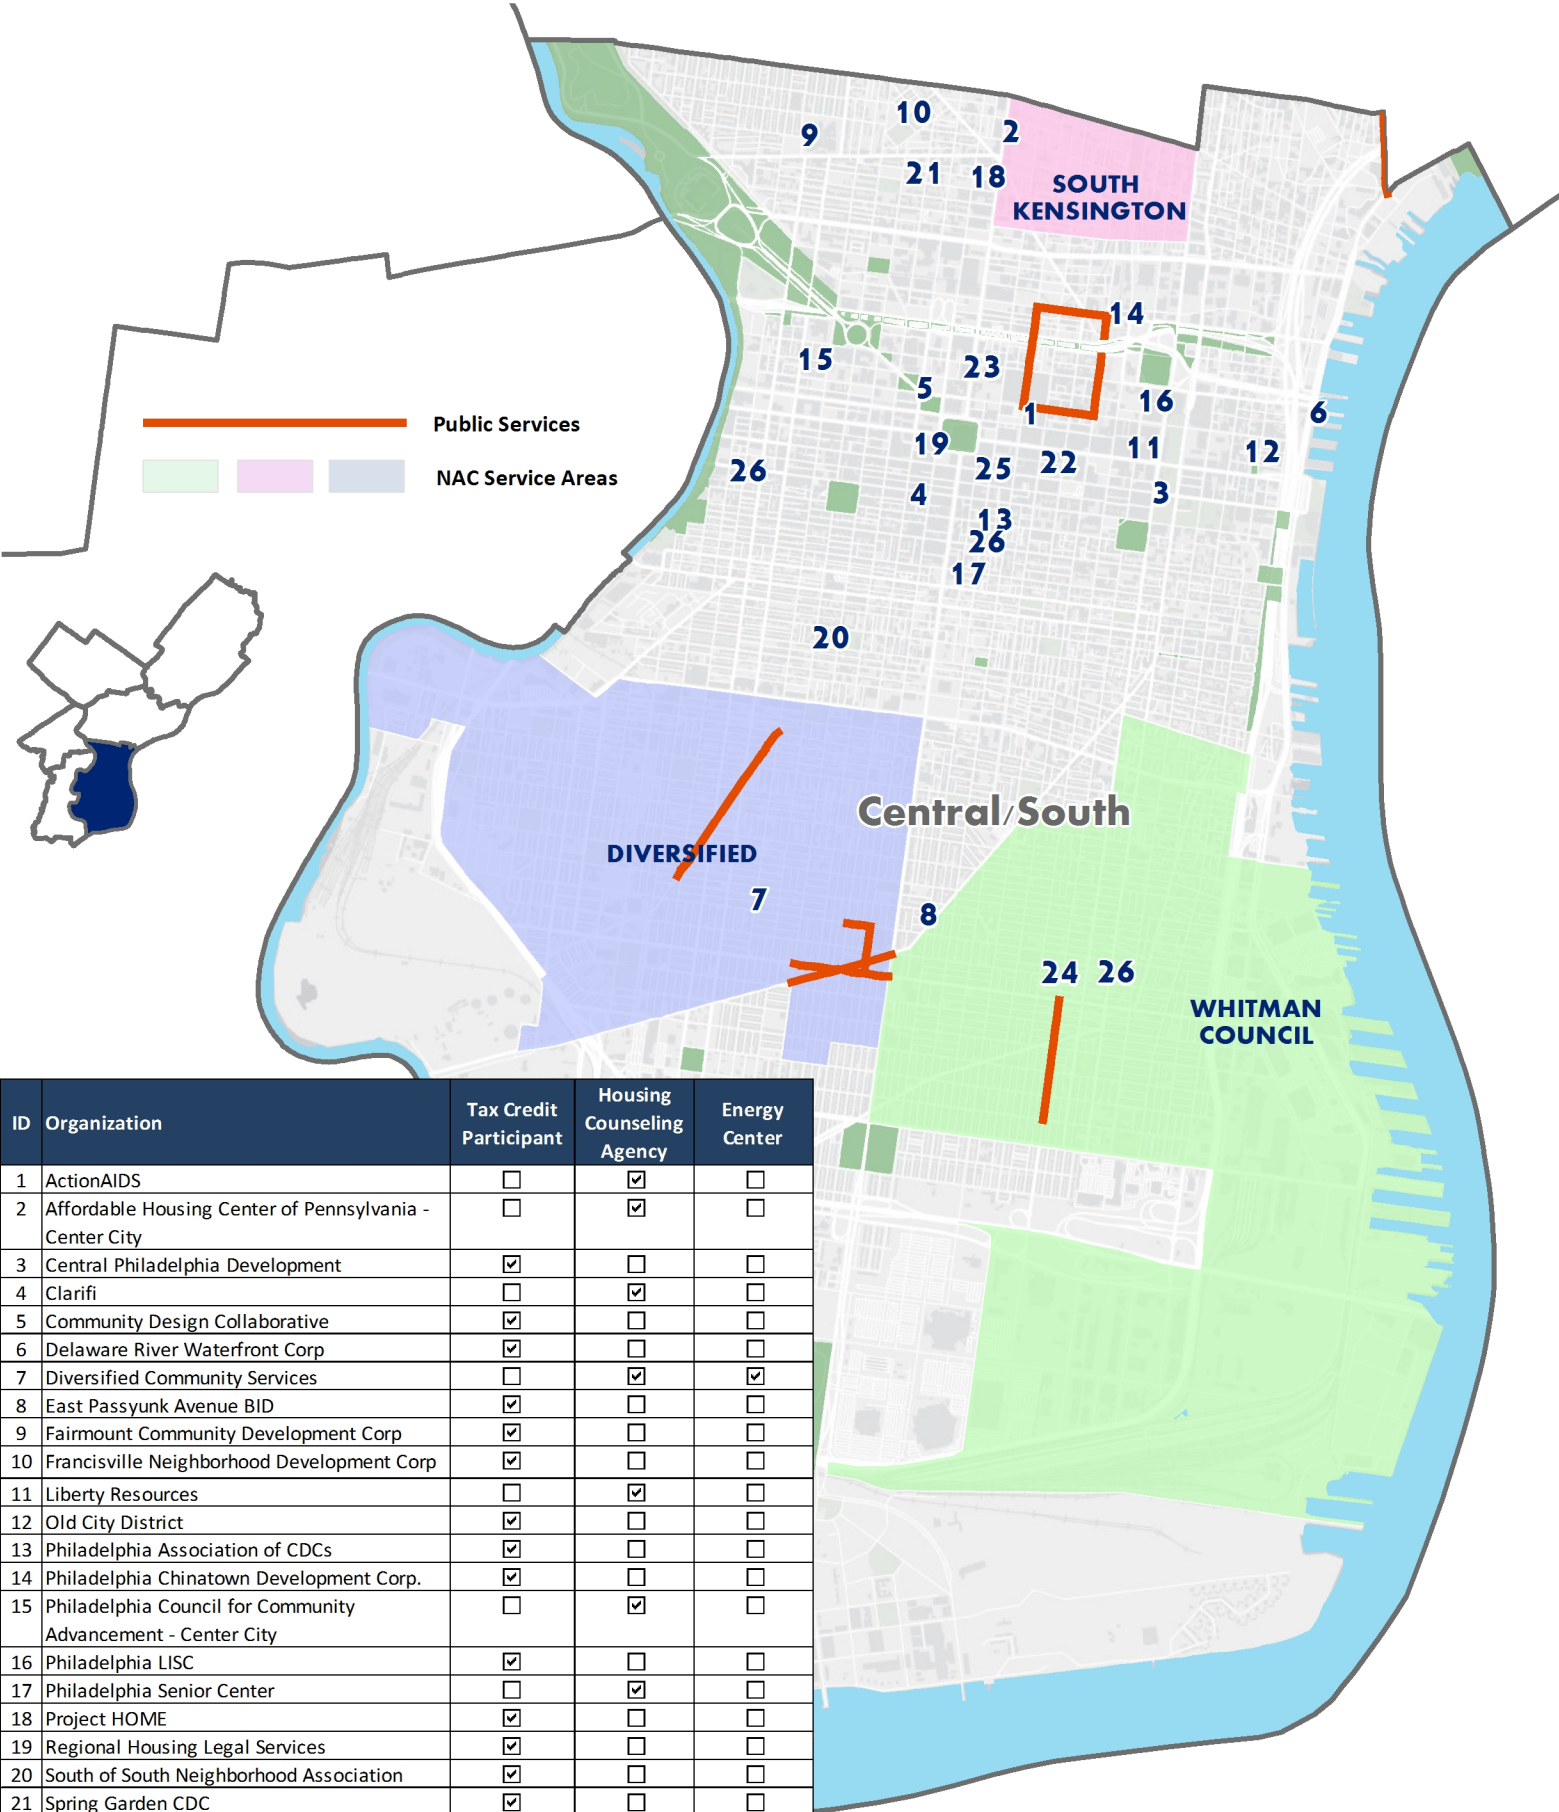 10
9
2
21
18
SOUTH
KENSINGTON
14
15
23
5
16
1
6
19
11
12
25
22
26
4
3
13
26
17
20
Public Services
NAC Service Areas
Central/South
DIVERSIFIED
7
8
24 26
WHITMAN
COUNCIL
ID Organization Tax Credit Participant Housing Counseling Agency Energy Center
1 ActionAIDS ☐ ☑ ☐
2 Affordable Housing Center of Pennsylvania - ☐ ☑ ☐
Center City
3 Central Philadelphia Development ☑ ☐ ☐
4 Clarifi ☐ ☑ ☐
5 Community Design Collaborative ☑ ☐ ☐
6 Delaware River Waterfront Corp ☑ ☐ ☐
7 Diversified Community Services ☐ ☑ ☑
8 East Passyunk Avenue BID ☑ ☐ ☐
9 Fairmount Community Development Corp ☑ ☐ ☐
10 Francisville Neighborhood Development Corp ☑ ☐ ☐
11 Liberty Resources ☐ ☑ ☐
12 Old City District ☑ ☐ ☐
13 Philadelphia Association of CDCs ☑ ☐ ☐
14 Philadelphia Chinatown Development Corp. ☑ ☐ ☐
15 Philadelphia Council for Community ☐ ☑ ☐
Advancement - Center City
16 Philadelphia LISC ☑ ☐ ☐
17 Philadelphia Senior Center ☐ ☑ ☐
18 Project HOME ☑ ☐ ☐
19 Regional Housing Legal Services ☑ ☐ ☐
20 South of South Neighborhood Association ☑ ☐ ☐
21 Spring Garden CDC ☑ ☐ ☐